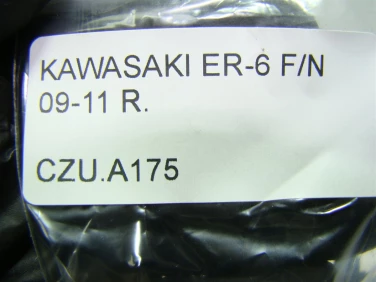 KAWASAKI ER-6 F/N
09-11 R.
CZU.A175